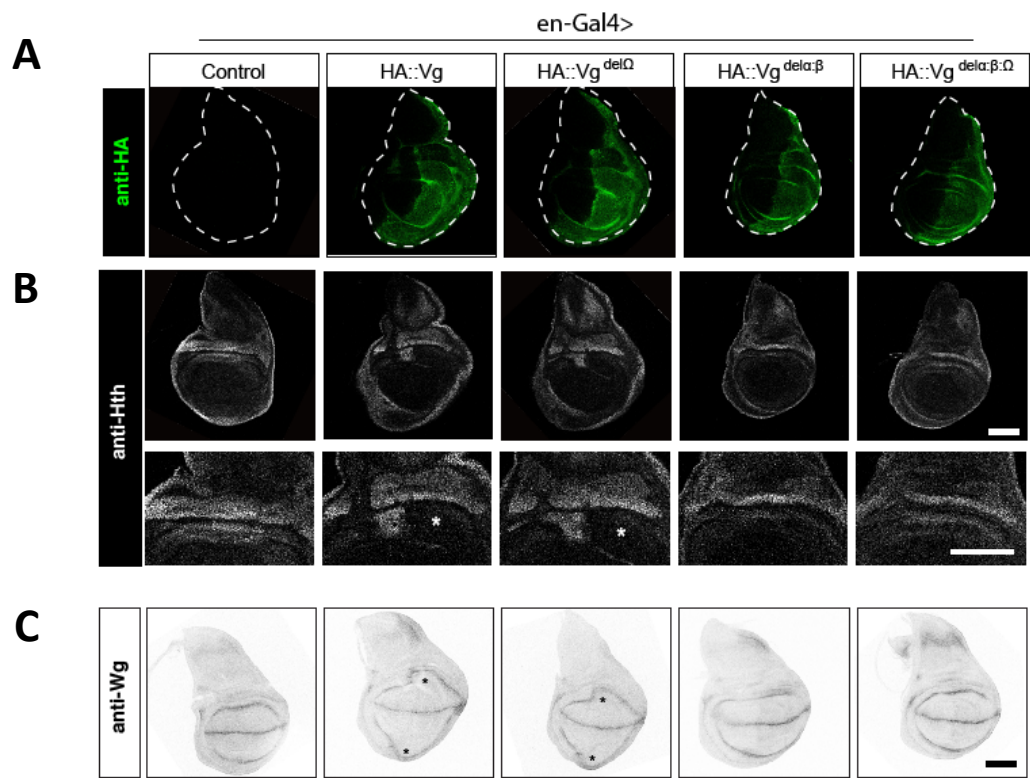 en-Gal4>
A
Control
HA::Vg
HA::Vg delΩ
HA::Vg delα:β
HA::Vg delα:β:Ω
anti-HA
B
anti-Hth
*
*
C
anti-Wg
*
*
*
*